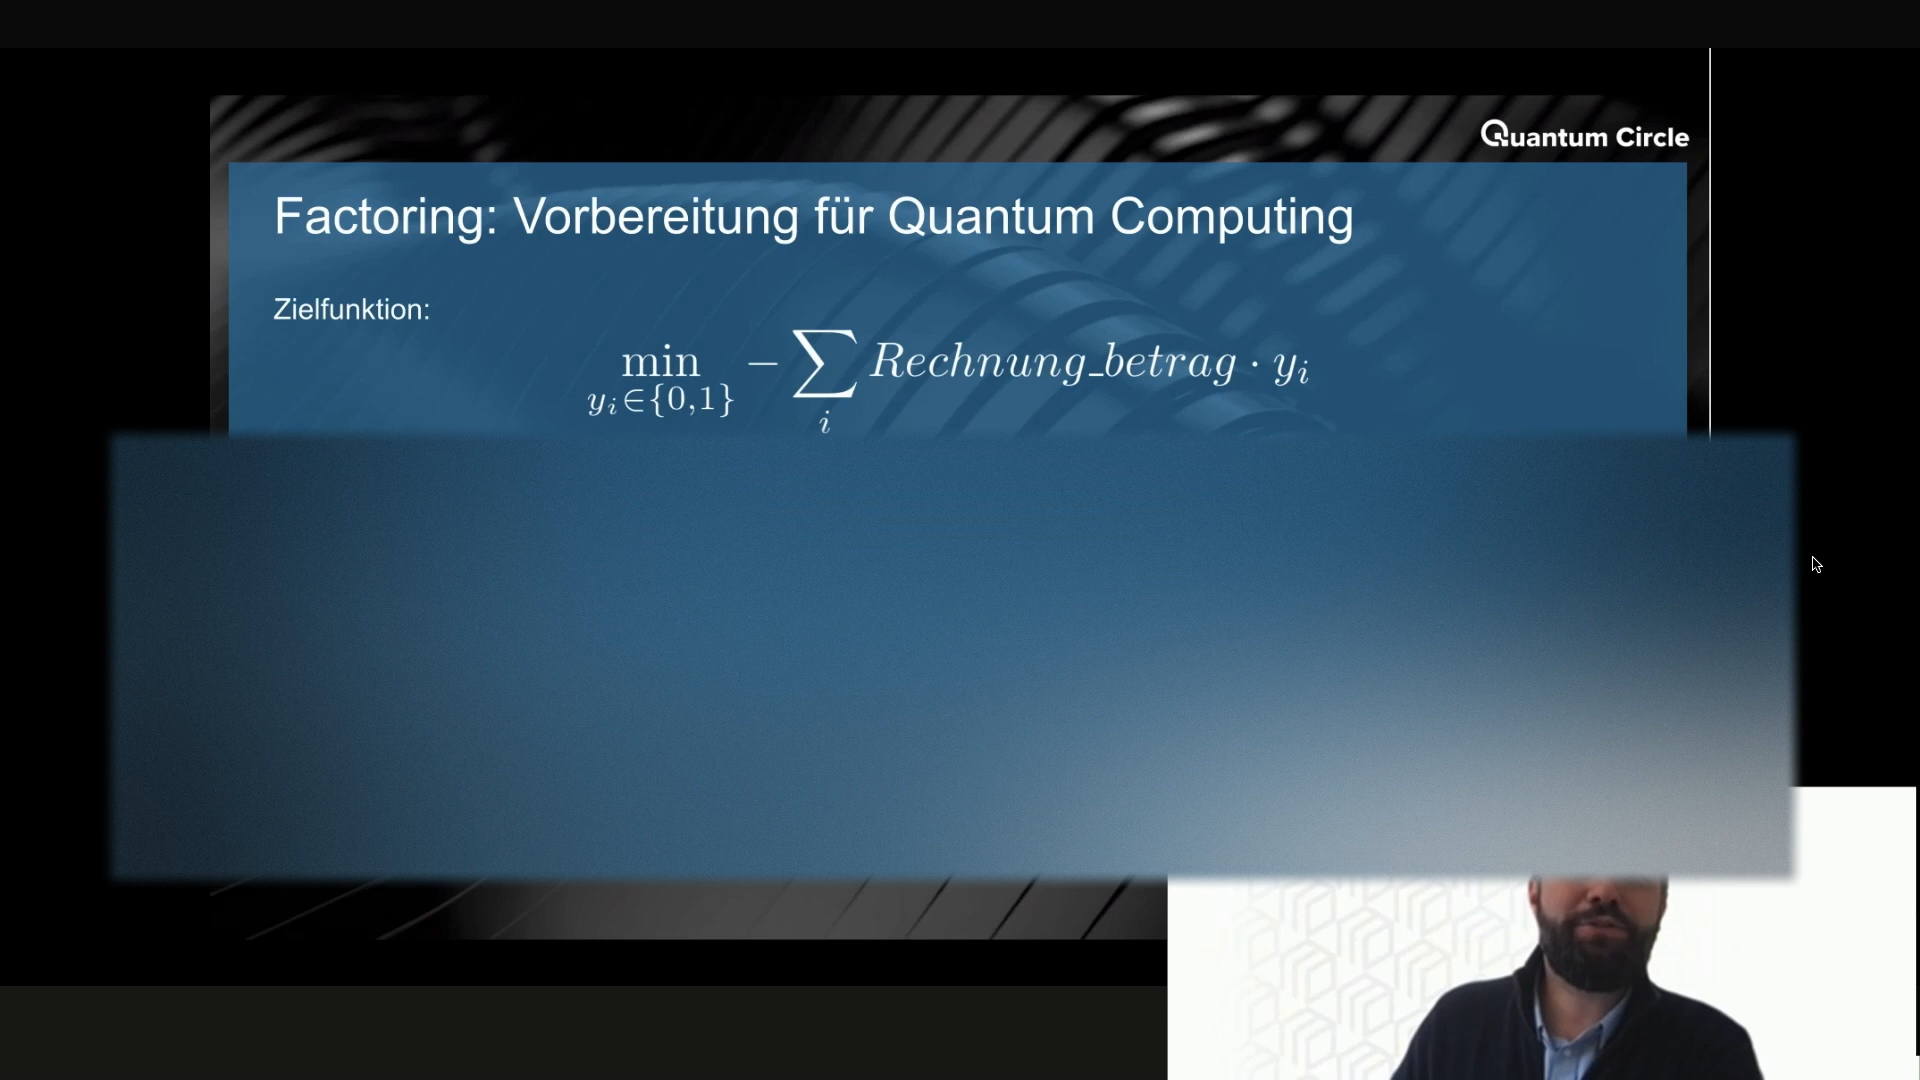 Quantum Circle
Factoring: Vorbereitung für Quantum Computing
Zielfunktion:
min − ∑ Rechnung_betrag · yᵢ
yᵢ∈{0,1} i